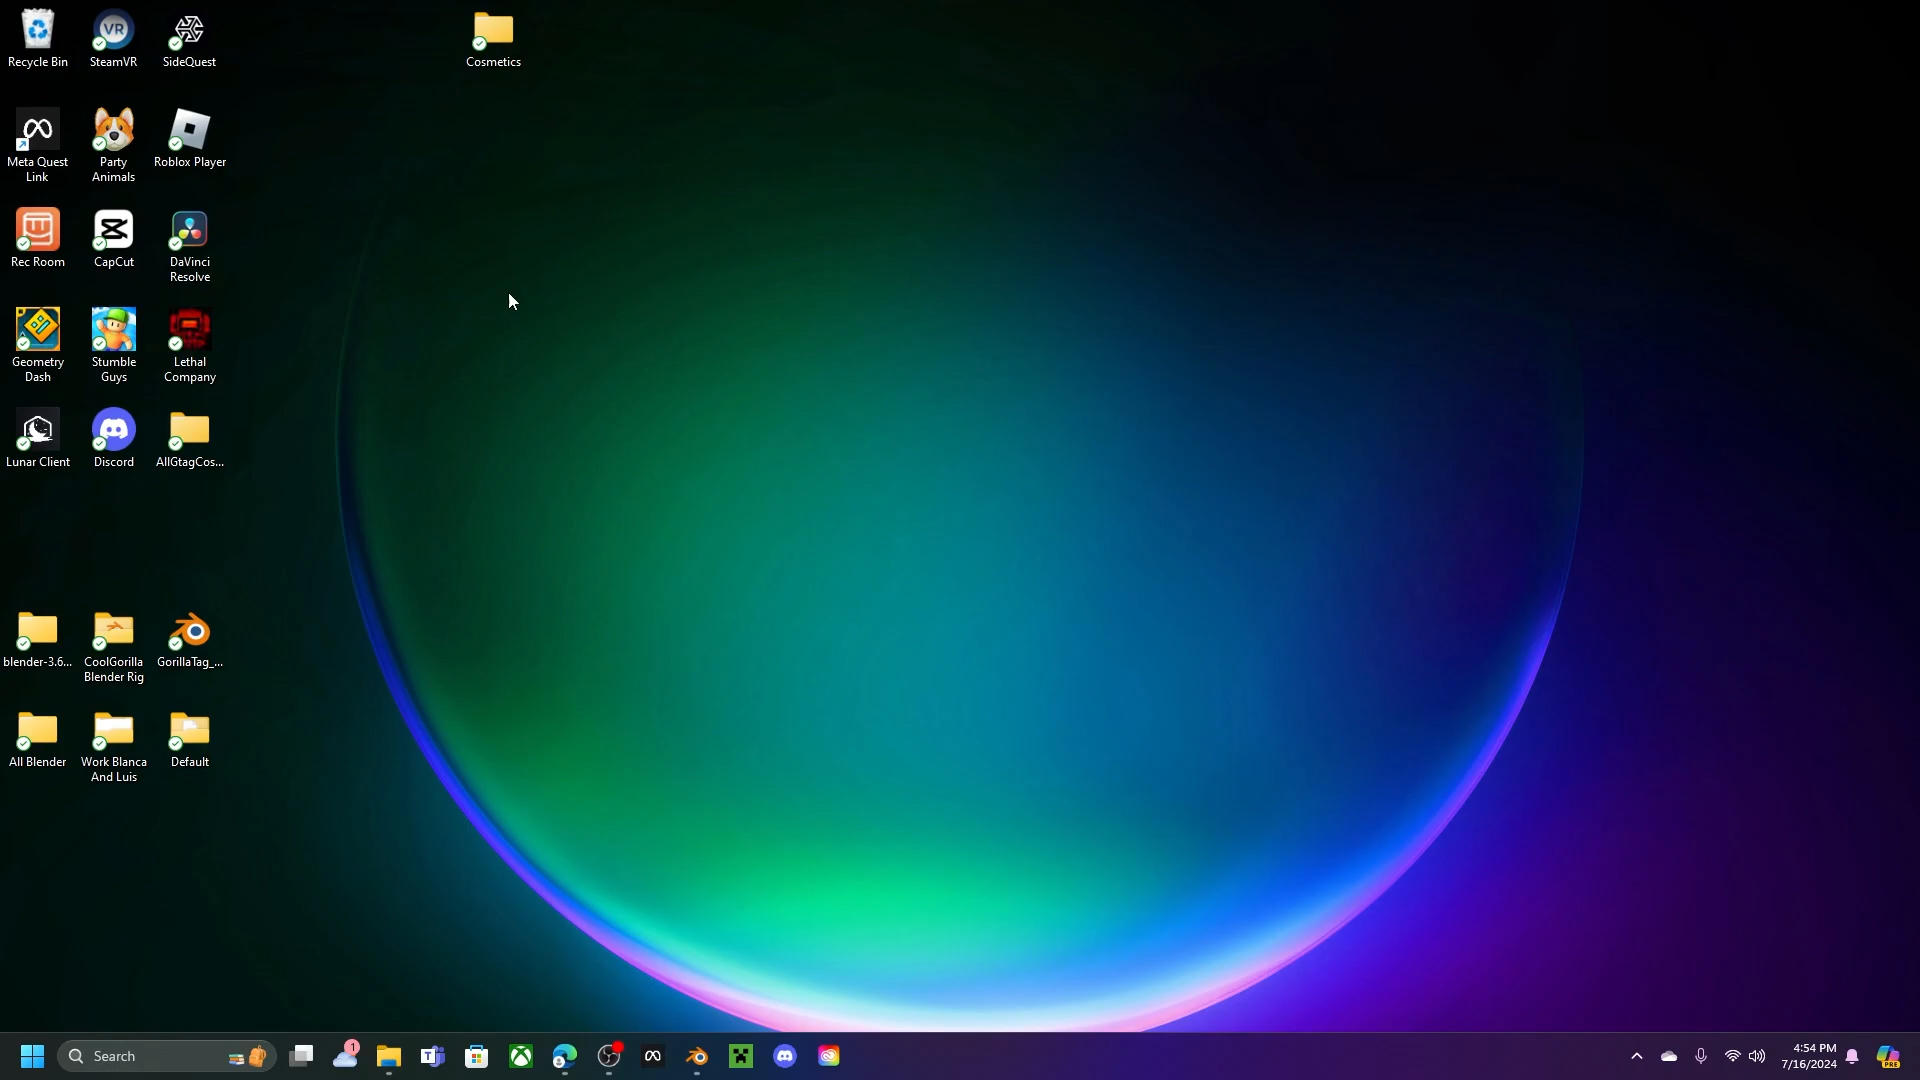 Recycle Bin
SteamVR
SideQuest
Cosmetics
Meta Quest
Link
Party
Animals
Roblox Player
Rec Room
CapCut
DaVinci
Resolve
Geometry
Dash
Stumble
Guys
Lethal
Company
Lunar Client
Discord
AllGtagCos...
blender-3.6...
CoolGorilla
Blender Rig
GorillaTag_...
All Blender
Work Blanca
And Luis
Default
Search
1
4:54 PM
7/16/2024
PRE